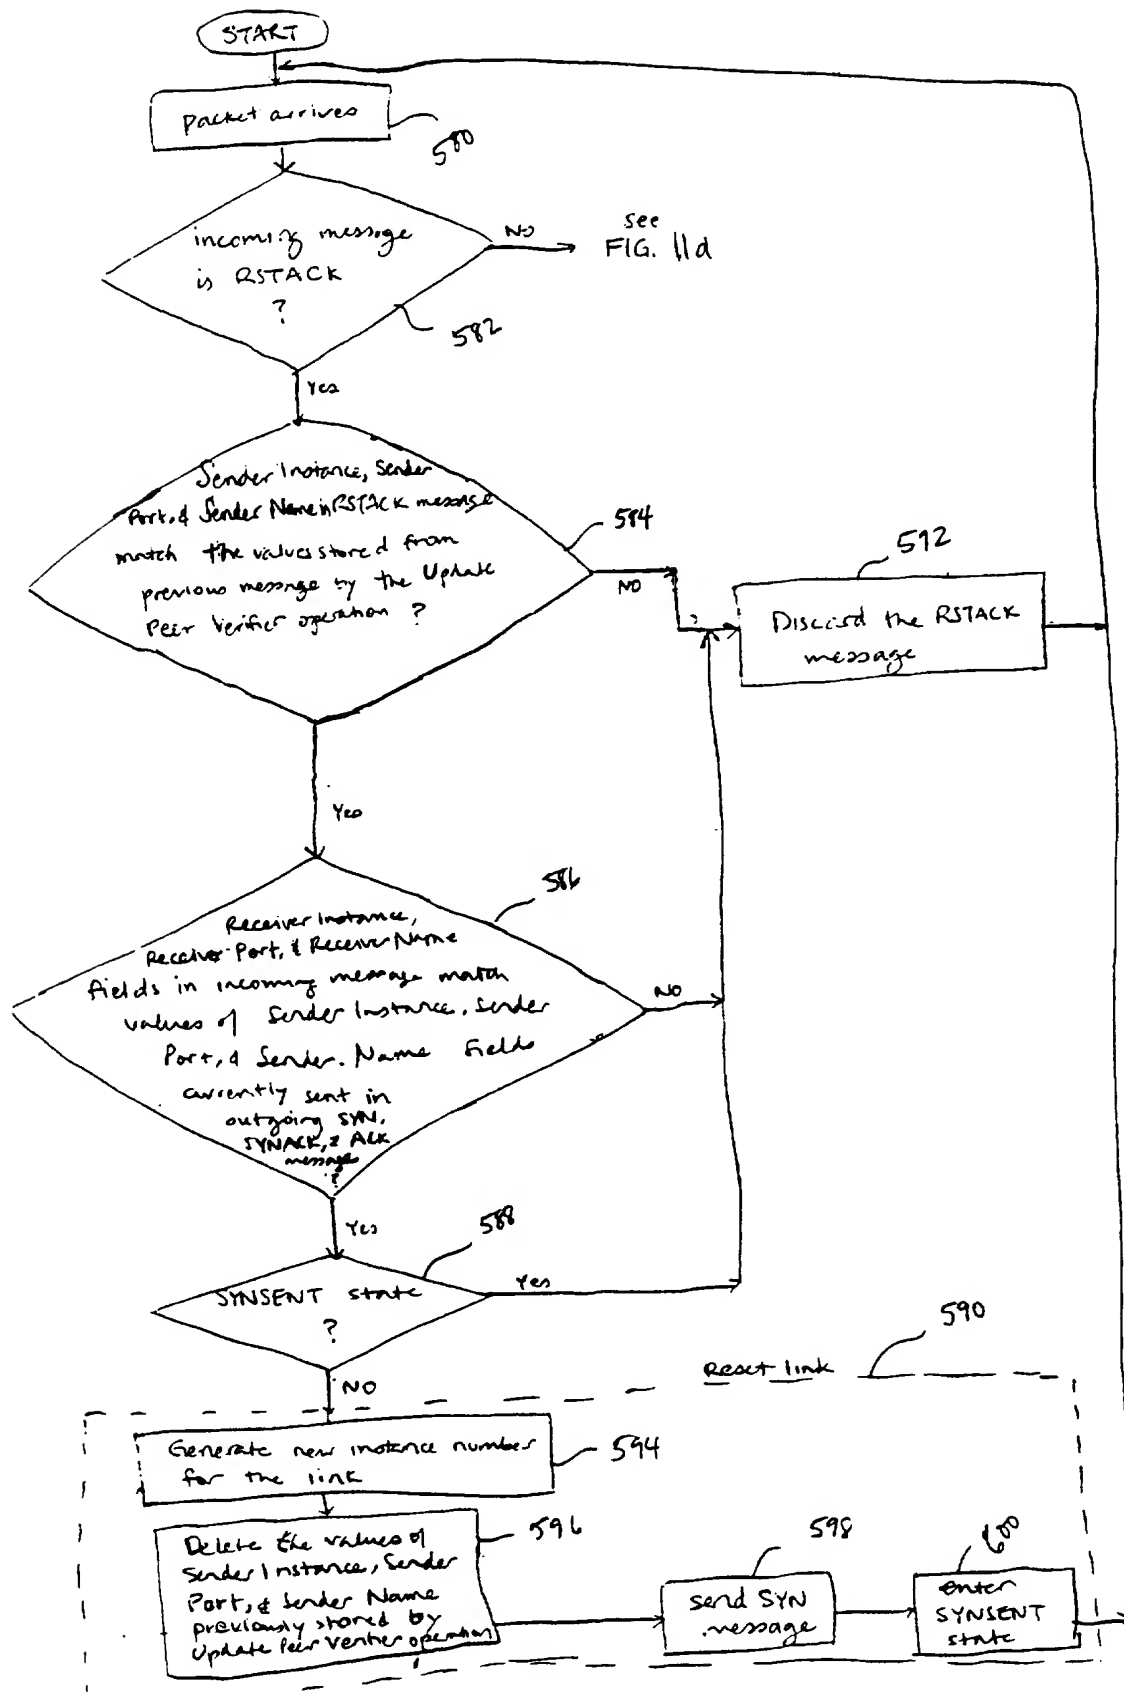 START
packet arrives
580
incoming message
is RSTACK
?
NO
see
FIG. 11d
582
Yes
Sender Instance, Sender
Port, & Sender Name in RSTACK message
match the values stored from
previous message by the Update
Peer Verifier operation ?
584
NO
592
Discard the RSTACK
message
Yes
586
Receiver Instance,
Receiver Port, & Receiver Name
fields in incoming message match
values of Sender Instance, Sender
Port, & Sender Name fields
currently sent in
outgoing SYN,
SYNACK, & ACK
message
?
NO
Yes
588
SYNSENT state
?
Yes
NO
Reset link
590
Generate new instance number
for the link
594
Delete the values of
Sender Instance, Sender
Port, & Sender Name
previously stored by
Update Peer Verifier operation
596
598
send SYN
message
600
enter
SYNSENT
state